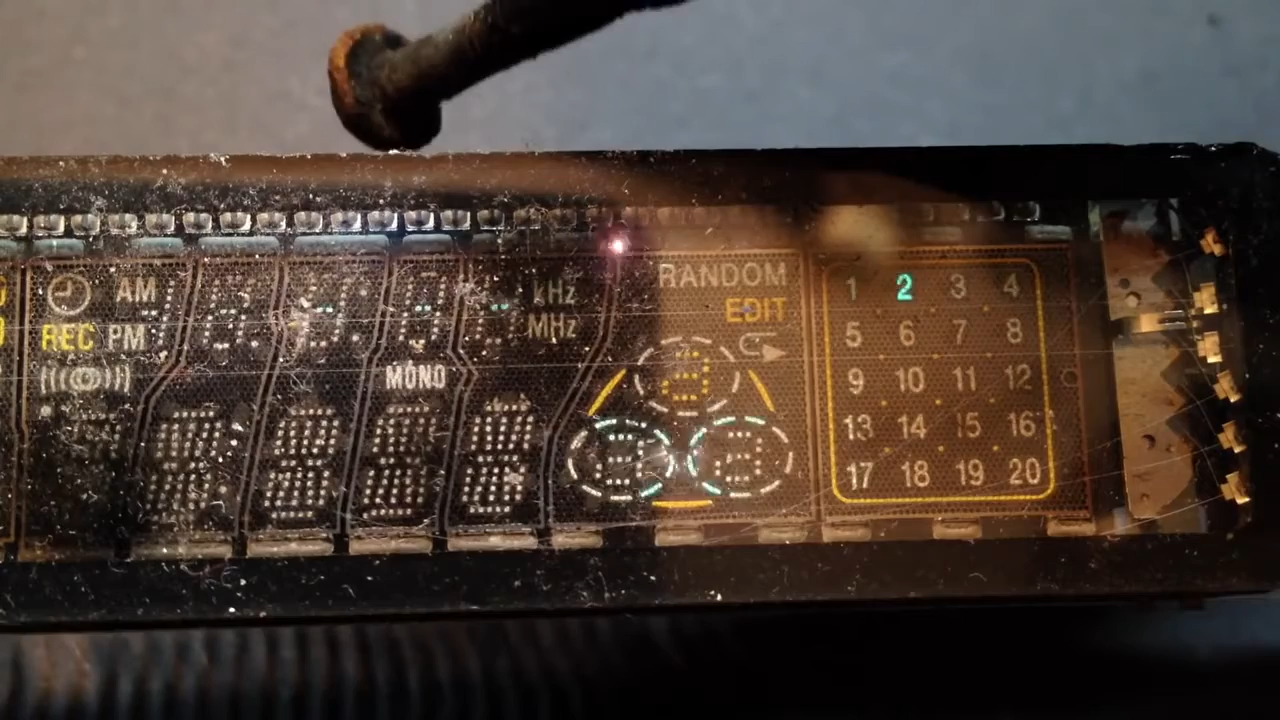 AM
REC PM
kHz
MHz
MONO
RANDOM
EDIT
1 2 3 4
5 6 7 8
9 10 11 12
13 14 15 16
17 18 19 20